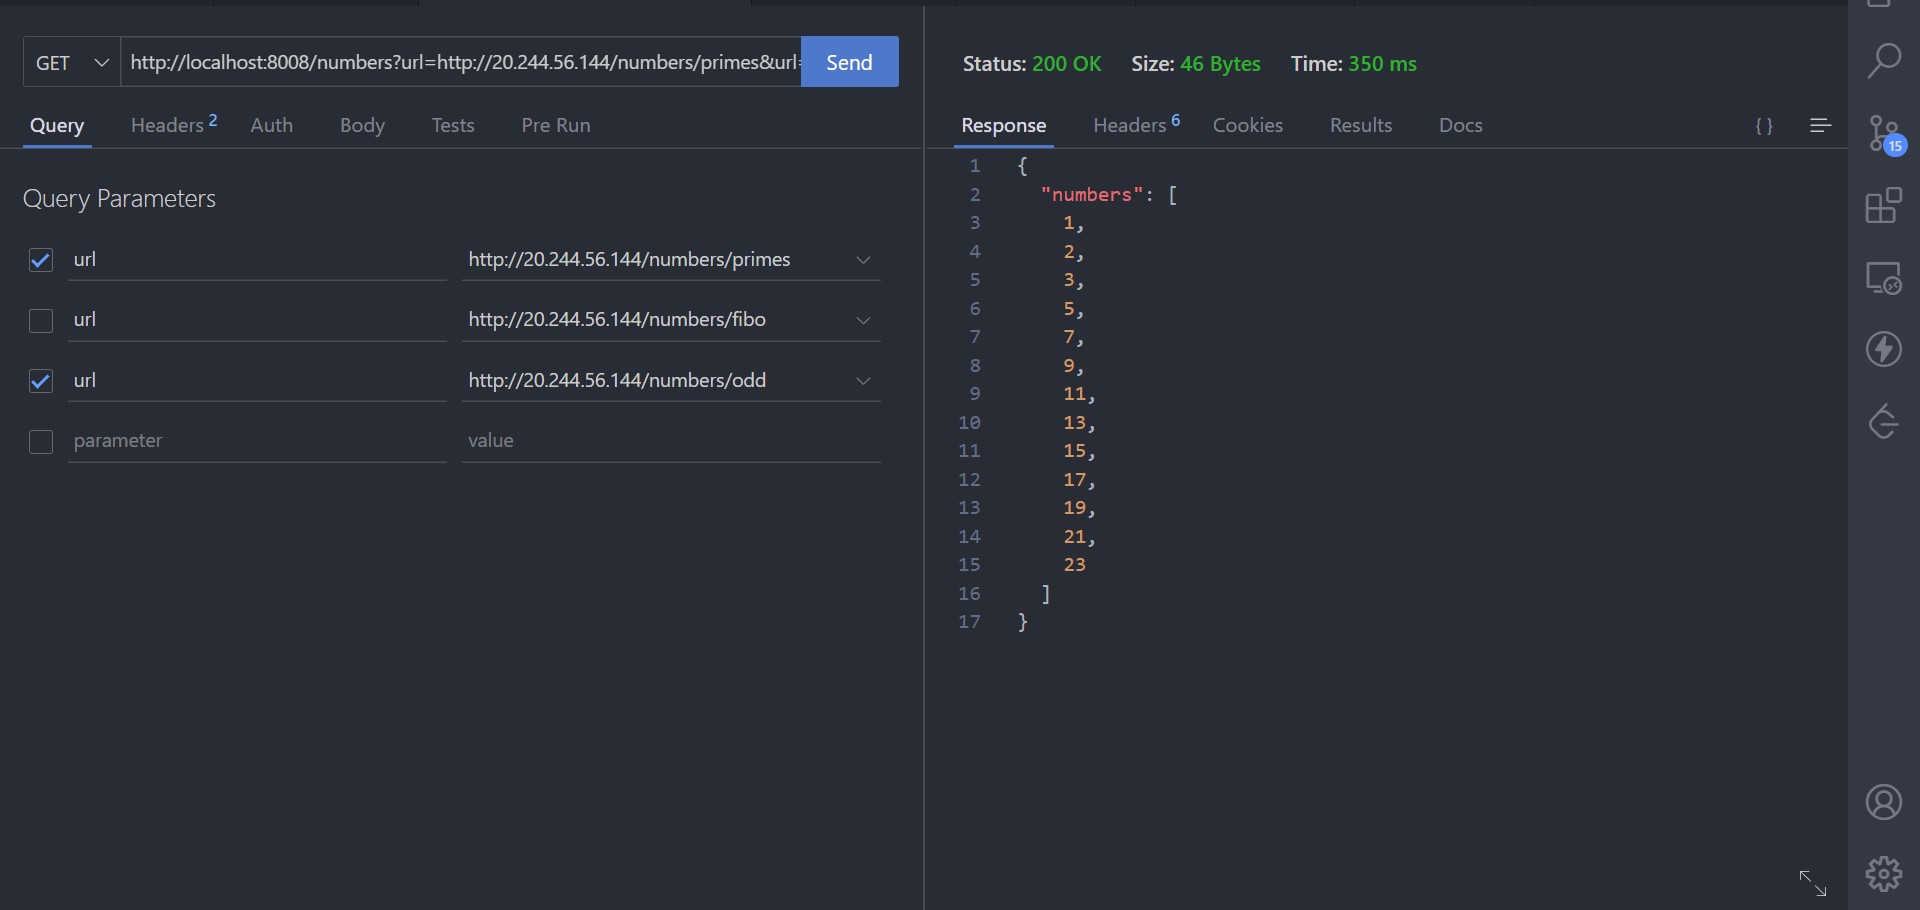 GET
http://localhost:8008/numbers?url=http://20.244.56.144/numbers/primes&url=
Send
Query
Headers 2
Auth
Body
Tests
Pre Run
Query Parameters
url http://20.244.56.144/numbers/primes
url http://20.244.56.144/numbers/fibo
url http://20.244.56.144/numbers/odd
parameter value
Status: 200 OK Size: 46 Bytes Time: 350 ms
Response
Headers 6
Cookies
Results
Docs
{ }
1 {
2 "numbers": [
3 1,
4 2,
5 3,
6 5,
7 7,
8 9,
9 11,
10 13,
11 15,
12 17,
13 19,
14 21,
15 23
16 ]
17 }
15